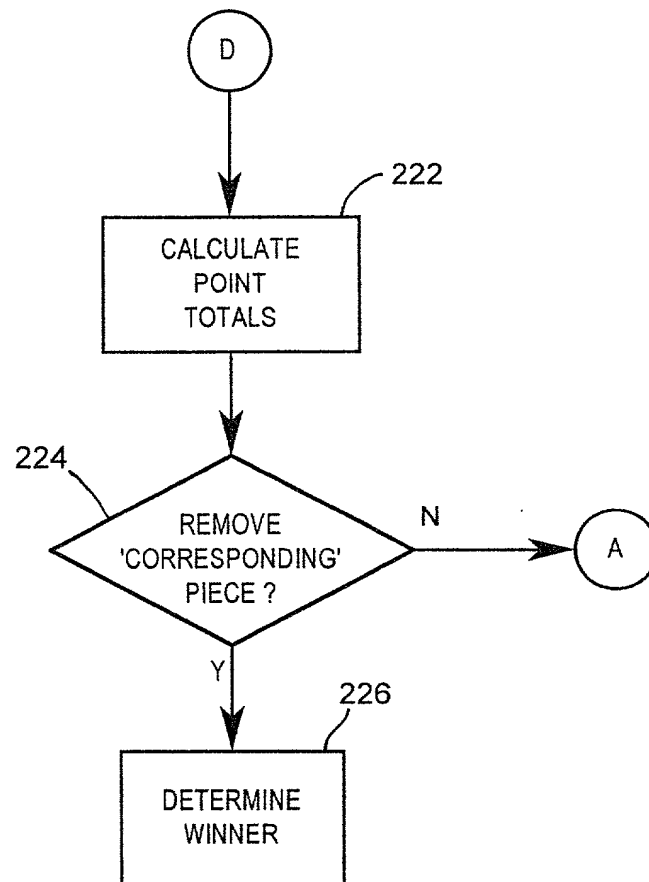 D
222
CALCULATE
POINT
TOTALS
224
REMOVE
'CORRESPONDING'
PIECE ?
N
A
Y
226
DETERMINE
WINNER